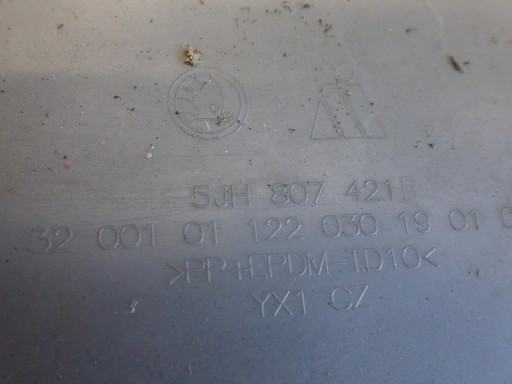 5JH 807 421B
32 001 01 122 030 19 01
>PP+EPDM-TD10<
YX1 CZ